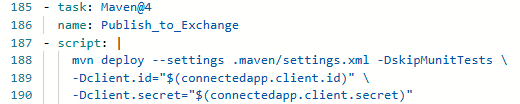 185 - task: Maven@4
186   name: Publish_to_Exchange
187 - script: |
188     mvn deploy --settings .maven/settings.xml -DskipMunitTests \
189     -Dclient.id="$(connectedapp.client.id)" \
190     -Dclient.secret="$(connectedapp.client.secret)"